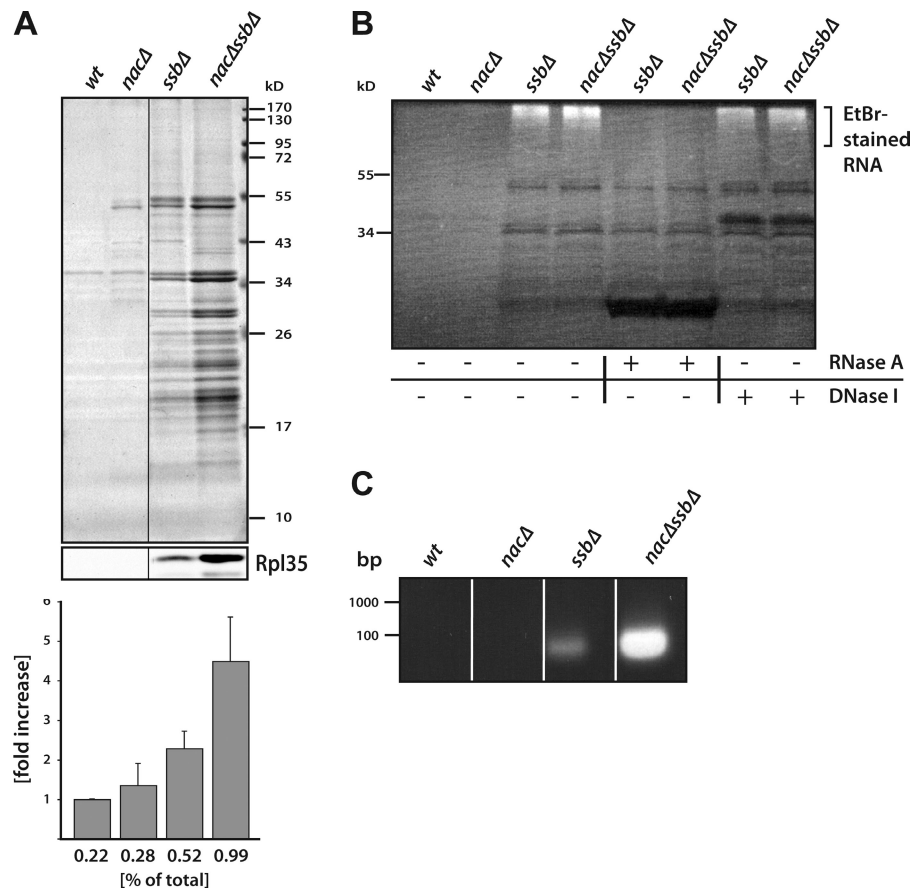 A
wt nacΔ ssbΔ nacΔssbΔ
kD
170
130
95
72
55
43
34
26
17
10
Rpl35
[fold increase]
6
5
4
3
2
1
0.22 0.28 0.52 0.99
[% of total]
B
wt nacΔ ssbΔ nacΔssbΔ ssbΔ nacΔssbΔ ssbΔ nacΔssbΔ
kD
55
34
EtBr-
stained
RNA
- - - - + + - - RNase A
- - - - - - + + DNase I
C
wt nacΔ ssbΔ nacΔssbΔ
bp
1000
100